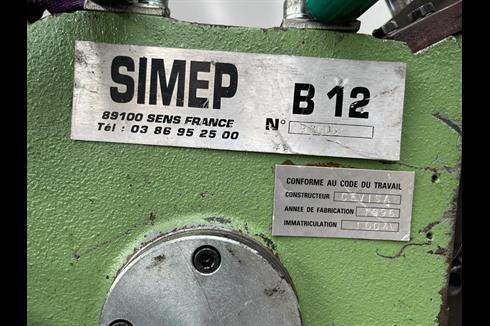 SIMEP
B 12
89100 SENS FRANCE
Tél : 03 86 95 25 00
N°
CONFORME AU CODE DU TRAVAIL
CONSTRUCTEUR
ANNEE DE FABRICATION 1996
IMMATRICULATION